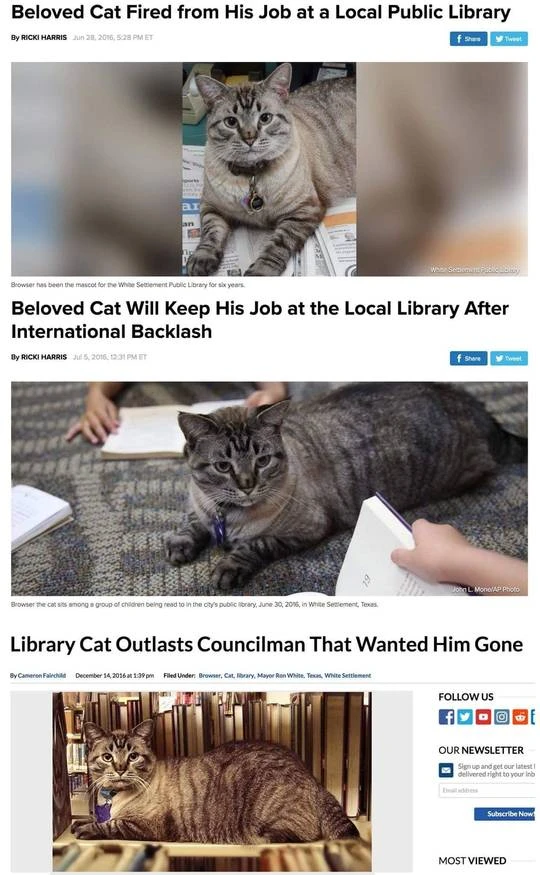 Beloved Cat Fired from His Job at a Local Public Library
By RICKI HARRIS Jun 28, 2016, 5:28 PM ET
Share Tweet
White Settlement Public Library
Browser has been the mascot for the White Settlement Public Library for six years.
Beloved Cat Will Keep His Job at the Local Library After
International Backlash
By RICKI HARRIS Jul 5, 2016, 12:31 PM ET
Share Tweet
19
John L. Mone/AP Photo
Browser the cat sits among a group of children being read to in the city's public library, June 30, 2016, in White Settlement, Texas.
Library Cat Outlasts Councilman That Wanted Him Gone
By Cameron Fairchild December 14, 2016 at 1:39 pm Filed Under: Browser, Cat, library, Mayor Ron White, Texas, White Settlement
FOLLOW US
OUR NEWSLETTER
Sign up and get our latest
delivered right to your inb
Email address
Subscribe Now!
MOST VIEWED